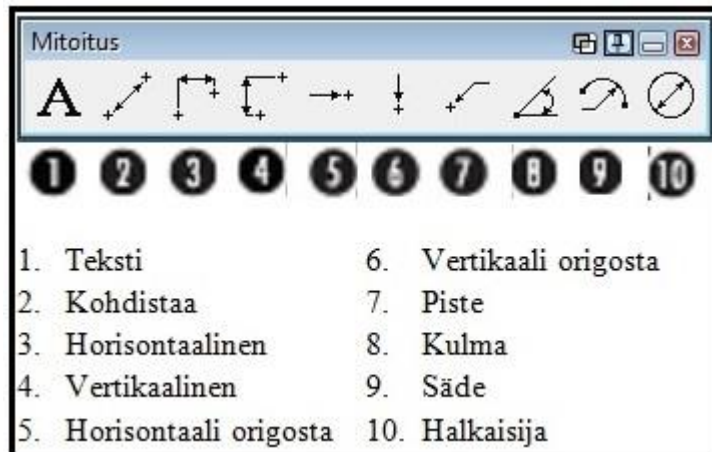 Mitoitus
A
1 2 3 4 5 6 7 8 9 10
1. Teksti
2. Kohdistaa
3. Horisontaalinen
4. Vertikaalinen
5. Horisontaali origosta
6. Vertikaali origosta
7. Piste
8. Kulma
9. Säde
10. Halkaisija